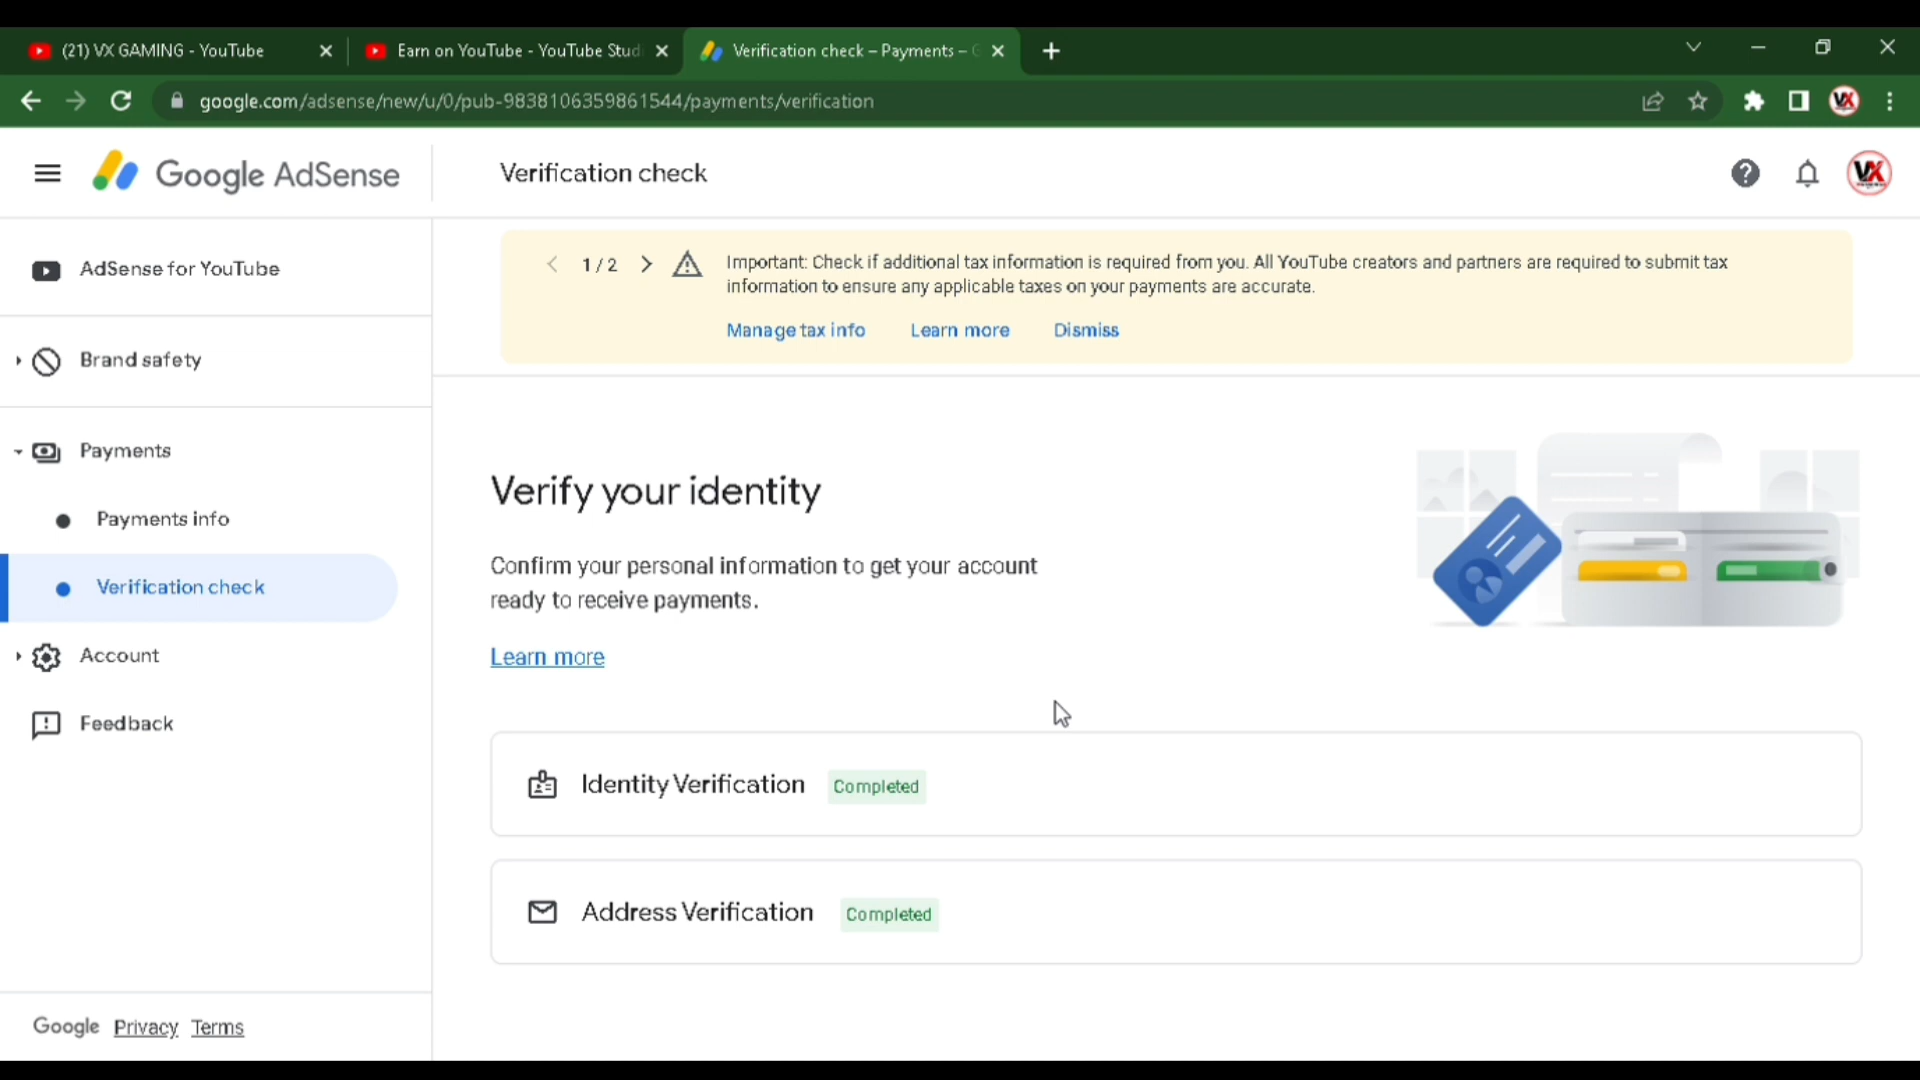 (21) VX GAMING - YouTube
Earn on YouTube - YouTube Stud
Verification check – Payments –
google.com/adsense/new/u/0/pub-9838106359861544/payments/verification
VX
Google AdSense
Verification check
VX
AdSense for YouTube
Brand safety
Payments
Payments info
Verification check
Account
Feedback
Google Privacy Terms
1 / 2
Important: Check if additional tax information is required from you. All YouTube creators and partners are required to submit tax
information to ensure any applicable taxes on your payments are accurate.
Manage tax info Learn more Dismiss
Verify your identity
Confirm your personal information to get your account
ready to receive payments.
Learn more
Identity Verification Completed
Address Verification Completed